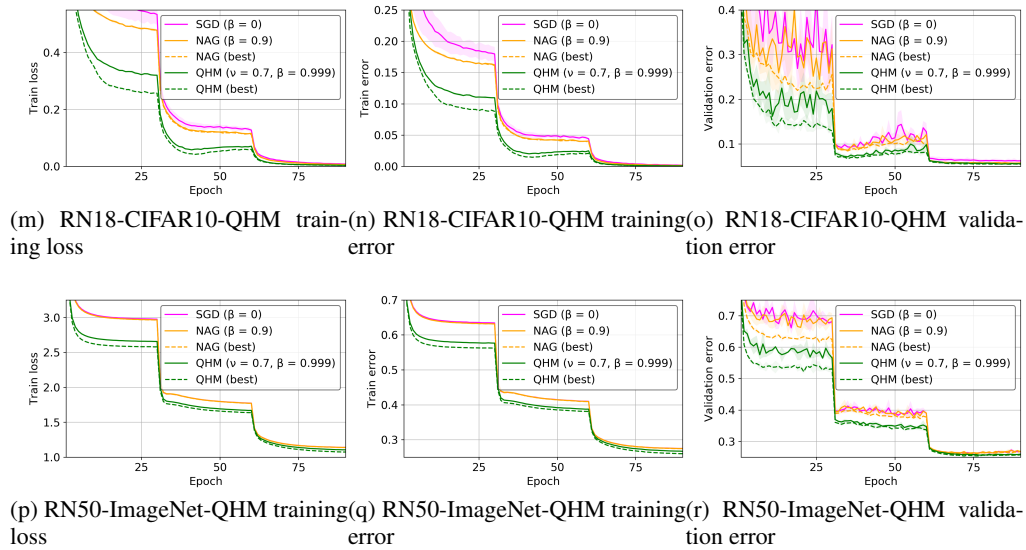 0.4
0.2
0.0
Train loss
25
50
75
Epoch
SGD (β = 0)
NAG (β = 0.9)
NAG (best)
QHM (ν = 0.7, β = 0.999)
QHM (best)
0.25
0.20
0.15
0.10
0.05
0.00
Train error
25
50
75
Epoch
SGD (β = 0)
NAG (β = 0.9)
NAG (best)
QHM (ν = 0.7, β = 0.999)
QHM (best)
0.4
0.3
0.2
0.1
Validation error
25
50
75
Epoch
SGD (β = 0)
NAG (β = 0.9)
NAG (best)
QHM (ν = 0.7, β = 0.999)
QHM (best)
(m) RN18-CIFAR10-QHM train-
ing loss
(n) RN18-CIFAR10-QHM training
error
(o) RN18-CIFAR10-QHM valida-
tion error
3.0
2.5
2.0
1.5
1.0
Train loss
25
50
75
Epoch
SGD (β = 0)
NAG (β = 0.9)
NAG (best)
QHM (ν = 0.7, β = 0.999)
QHM (best)
0.7
0.6
0.5
0.4
0.3
Train error
25
50
75
Epoch
SGD (β = 0)
NAG (β = 0.9)
NAG (best)
QHM (ν = 0.7, β = 0.999)
QHM (best)
0.7
0.6
0.5
0.4
0.3
Validation error
25
50
75
Epoch
SGD (β = 0)
NAG (β = 0.9)
NAG (best)
QHM (ν = 0.7, β = 0.999)
QHM (best)
(p) RN50-ImageNet-QHM training
loss
(q) RN50-ImageNet-QHM training
error
(r) RN50-ImageNet-QHM valida-
tion error